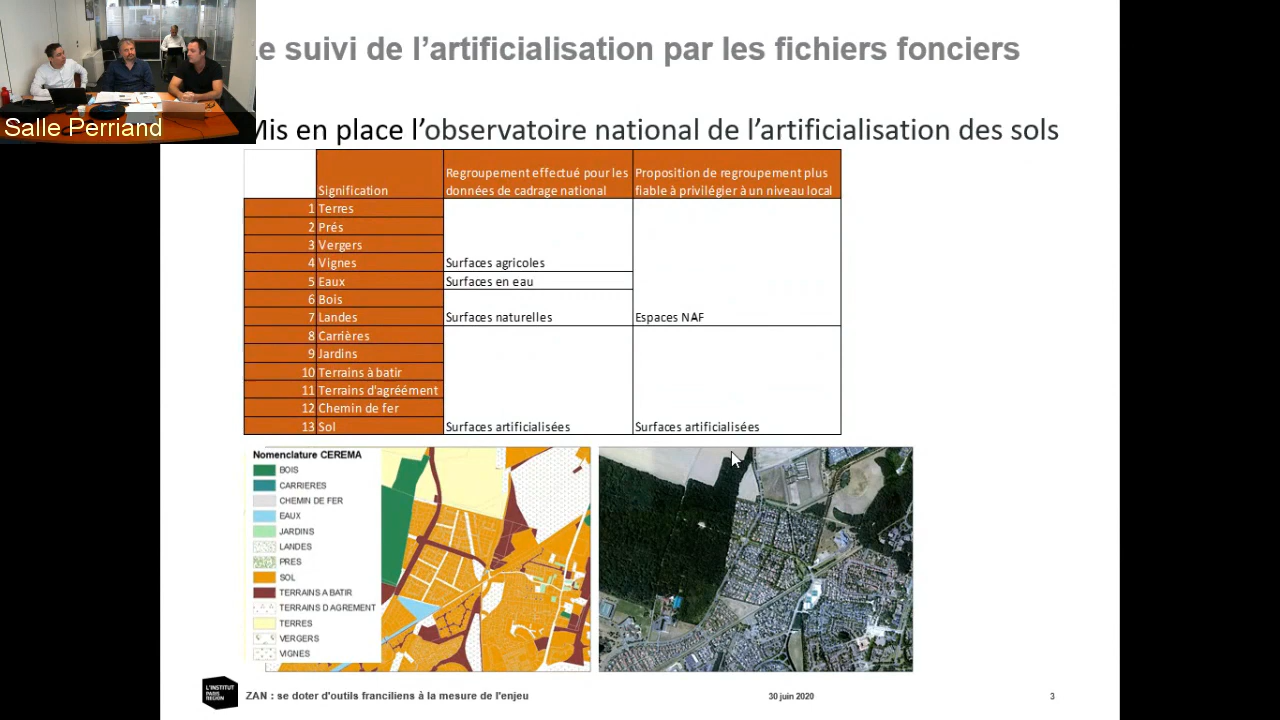 Salle Perriand
Le suivi de l'artificialisation par les fichiers fonciers
Mis en place l'observatoire national de l'artificialisation des sols
Signification
Regroupement effectué pour les données de cadrage national
Proposition de regroupement plus fiable à privilégier à un niveau local
1 Terres
2 Prés
3 Vergers
4 Vignes Surfaces agricoles
5 Eaux Surfaces en eau
6 Bois
7 Landes Surfaces naturelles Espaces NAF
8 Carrières
9 Jardins
10 Terrains à batir
11 Terrains d'agréément
12 Chemin de fer
13 Sol Surfaces artificialisées Surfaces artificialisées
Nomenclature CEREMA
BOIS
CARRIERES
CHEMIN DE FER
EAUX
JARDINS
LANDES
PRES
SOL
TERRAINS A BATIR
TERRAINS D AGREMENT
TERRES
VERGERS
VIGNES
L'INSTITUT
PARIS
REGION
ZAN : se doter d'outils franciliens à la mesure de l'enjeu
30 juin 2020
3